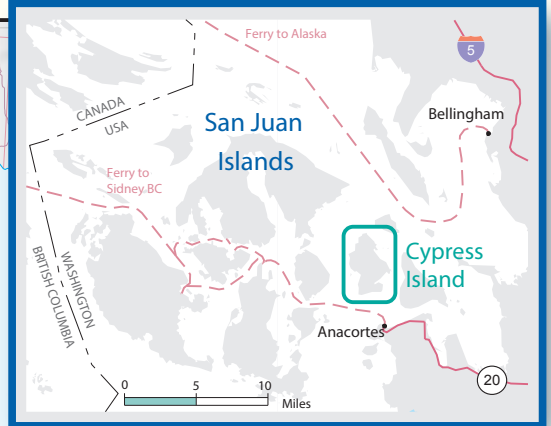 Ferry to Alaska
5
CANADA
USA
San Juan
Islands
Bellingham
Ferry to
Sidney BC
Cypress
Island
WASHINGTON
BRITISH COLUMBIA
Anacortes
20
0 5 10
Miles